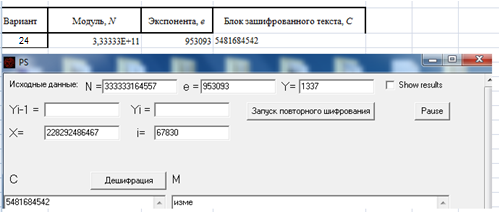 Вариант Модуль, N Экспонента, e Блок зашифрованного текста, C
24 3,33333E+11 953093 5481684542
PS
Исходные данные: N = 333333164557 e = 953093 Y= 1337 Show results
Yi-1 = Yi = Запуск повторного шифрования Pause
X= 228292486467 i= 67830
C Дешифрация M
5481684542 изме